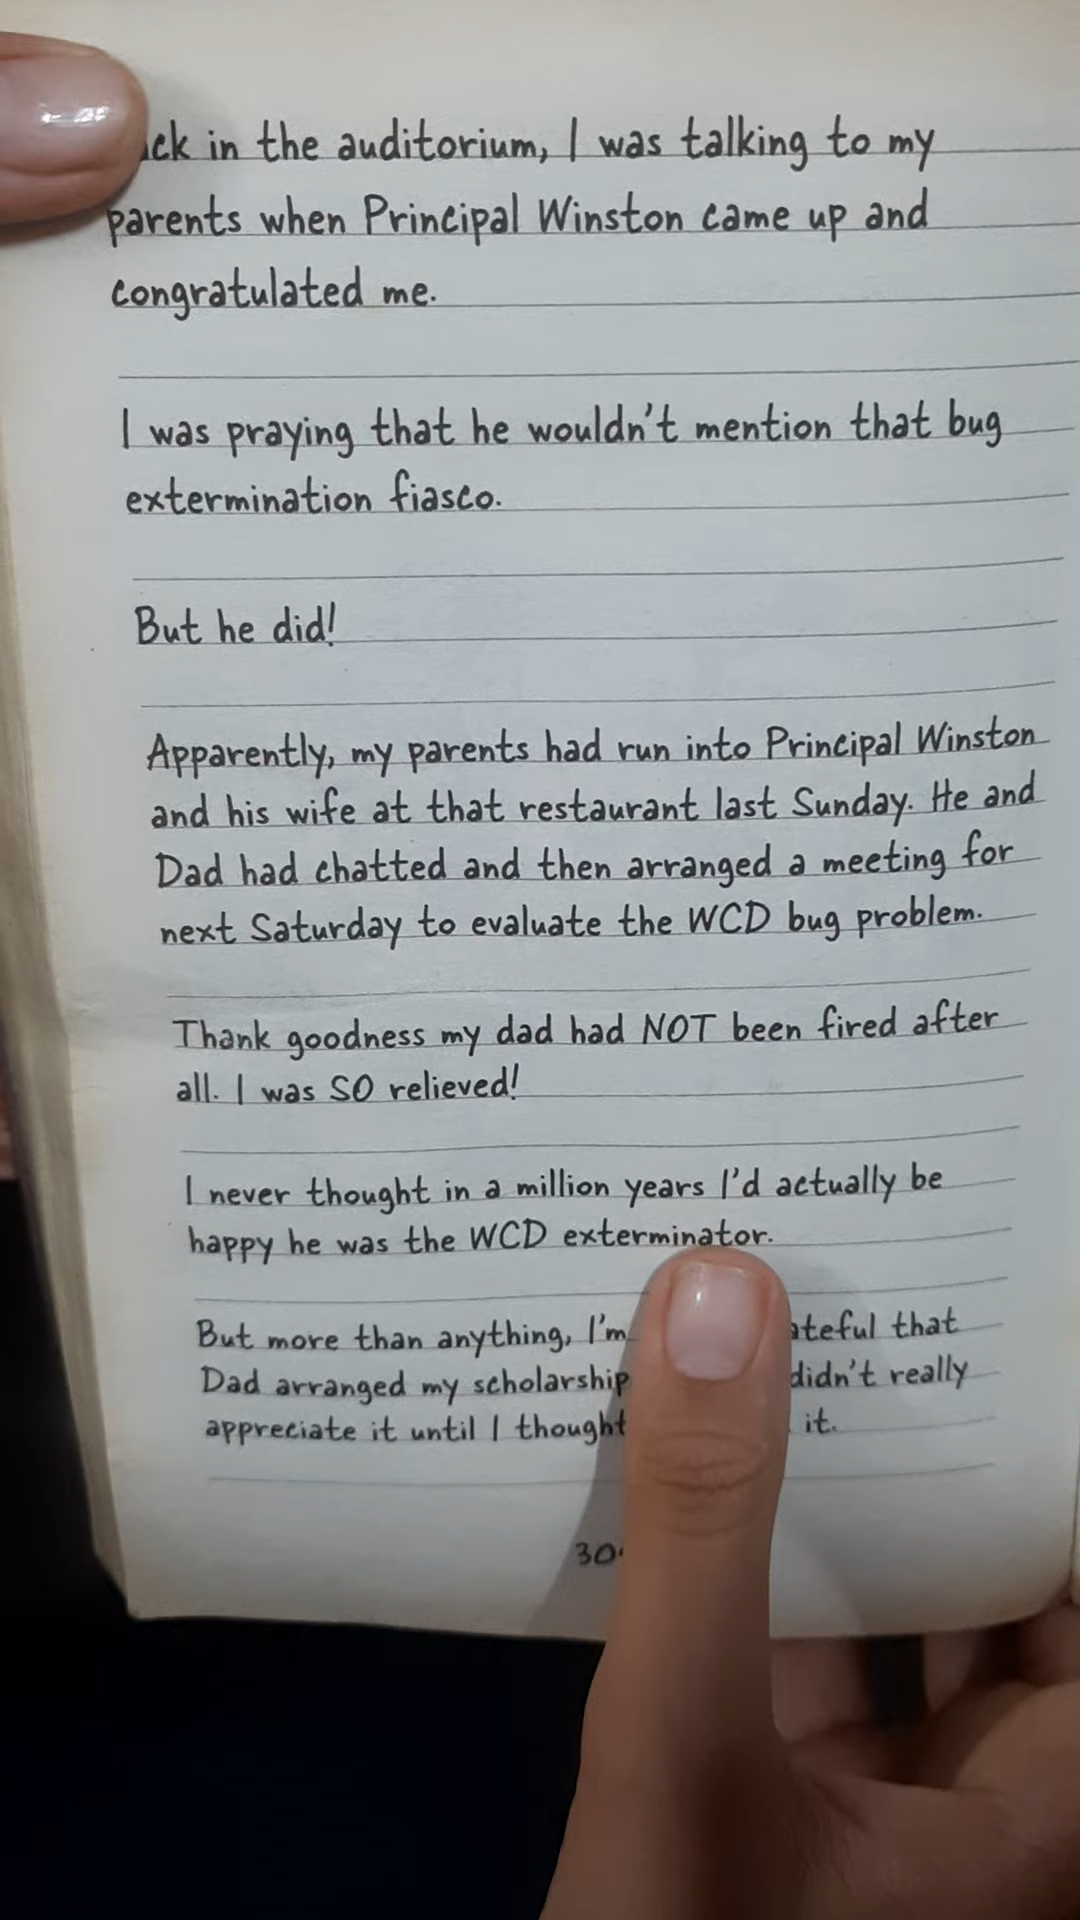 ck in the auditorium, I was talking to my
parents when Principal Winston came up and
congratulated me.
I was praying that he wouldn't mention that bug
extermination fiasco.
But he did!
Apparently, my parents had run into Principal Winston
and his wife at that restaurant last Sunday. He and
Dad had chatted and then arranged a meeting for
next Saturday to evaluate the WCD bug problem.
Thank goodness my dad had NOT been fired after
all. I was SO relieved!
I never thought in a million years I'd actually be
happy he was the WCD exterminator.
But more than anything, I'm ateful that
Dad arranged my scholarship didn't really
appreciate it until I thought it.
30